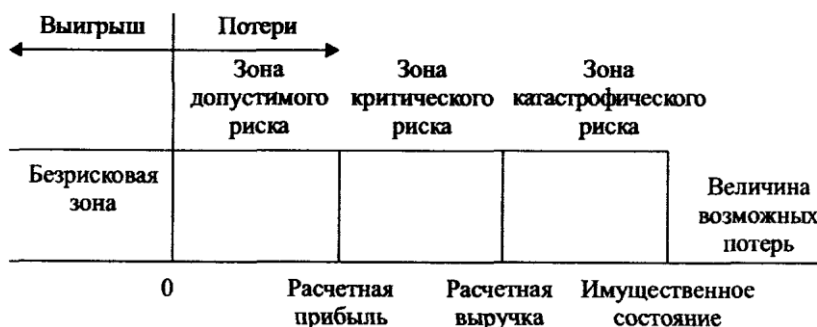 Выигрыш
Потери
Зона
допустимого
риска
Зона
критического
риска
Зона
катастрофического
риска
Безрисковая
зона
Величина
возможных
потерь
0
Расчетная
прибыль
Расчетная
выручка
Имущественное
состояние